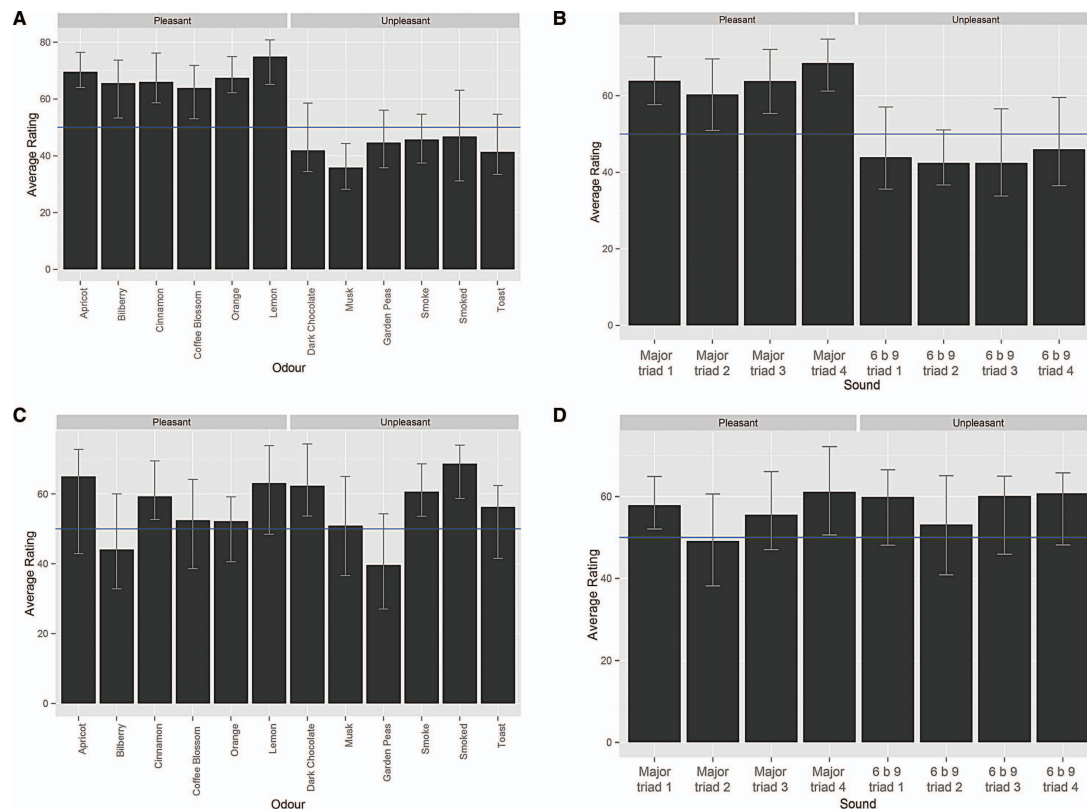 A
Pleasant
Unpleasant
80
60
40
20
0
Average Rating
Apricot
Bilberry
Cinnamon
Coffee Blossom
Orange
Lemon
Dark Chocolate
Musk
Garden Peas
Smoke
Smoked
Toast
Odour
B
Pleasant
Unpleasant
60
40
20
0
Average Rating
Major triad 1
Major triad 2
Major triad 3
Major triad 4
6 b 9 triad 1
6 b 9 triad 2
6 b 9 triad 3
6 b 9 triad 4
Sound
C
Pleasant
Unpleasant
60
40
20
0
Average Rating
Apricot
Bilberry
Cinnamon
Coffee Blossom
Orange
Lemon
Dark Chocolate
Musk
Garden Peas
Smoke
Smoked
Toast
Odour
D
Pleasant
Unpleasant
60
40
20
0
Average Rating
Major triad 1
Major triad 2
Major triad 3
Major triad 4
6 b 9 triad 1
6 b 9 triad 2
6 b 9 triad 3
6 b 9 triad 4
Sound